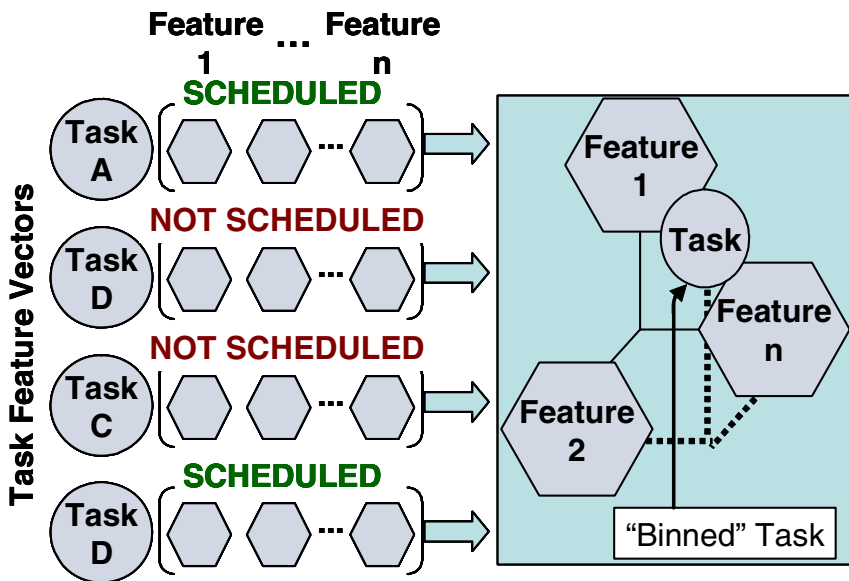 Feature ... Feature
1 n
SCHEDULED
Task
A
...
NOT SCHEDULED
Task
D
...
NOT SCHEDULED
Task
C
...
SCHEDULED
Task
D
...
Task Feature Vectors
Feature
1
Task
Feature
n
Feature
2
“Binned” Task